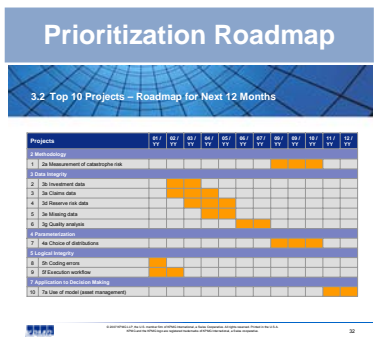 Prioritization Roadmap
3.2 Top 10 Projects – Roadmap for Next 12 Months
Projects 01 / YY 02 / YY 03 / YY 04 / YY 05 / YY 06 / YY 07 / YY 09 / YY 09 / YY 10 / YY 11 / YY 12 / YY
2 Methodology
1 2a Measurement of catastrophe risk
3 Data Integrity
2 3b Investment data
3 3a Claims data
4 3d Reserve risk data
5 3e Missing data
6 3g Quality analysis
4 Parameterization
7 4a Choice of distributions
5 Logical Integrity
8 5h Coding errors
9 5f Execution workflow
7 Application to Decision Making
10 7a Use of model (asset management)
32